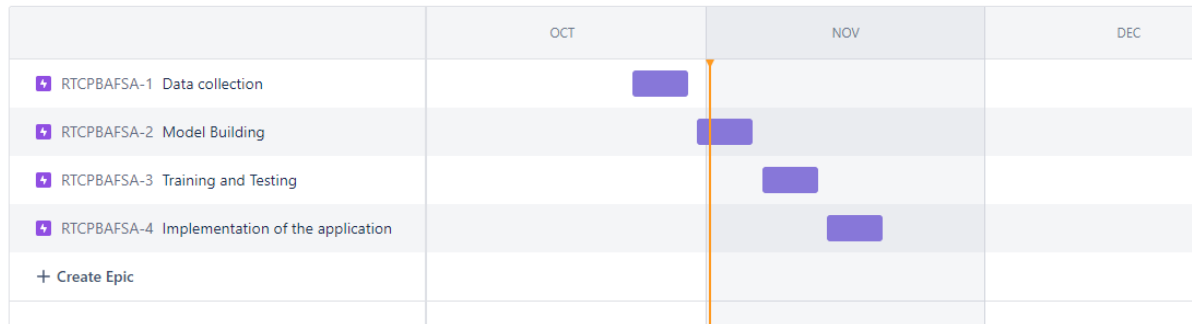 OCT NOV DEC
RTCPBAFSA-1 Data collection
RTCPBAFSA-2 Model Building
RTCPBAFSA-3 Training and Testing
RTCPBAFSA-4 Implementation of the application
+ Create Epic